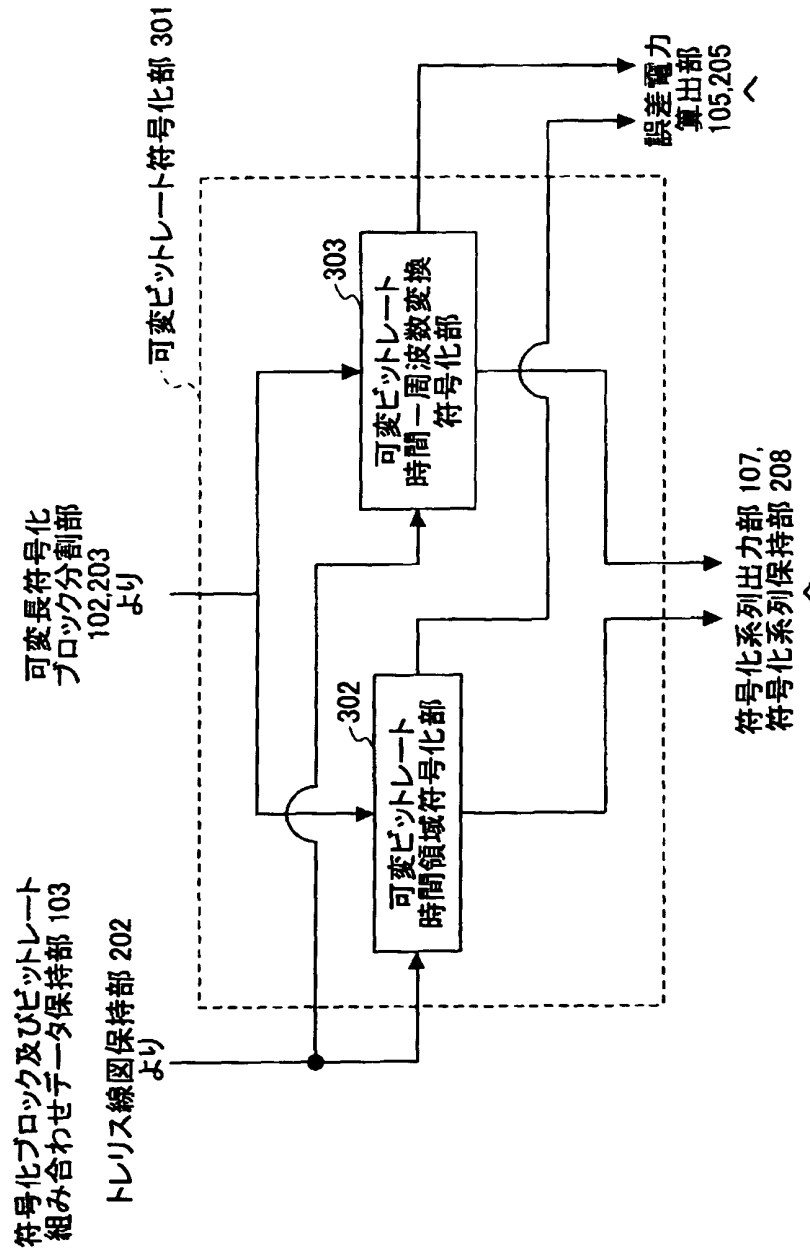 符号化ブロック及びビットレート
組み合わせデータ保持部 103
トレリス線図保持部 202
より
可変長符号化
ブロック分割部
102,203
より
可変ビットレート符号化部 301
302
可変ビットレート
時間領域符号化部
303
可変ビットレート
時間ー周波数変換
符号化部
符号化系列出力部 107,
符号化系列保持部 208
へ
誤差電力
算出部
105,205
へ